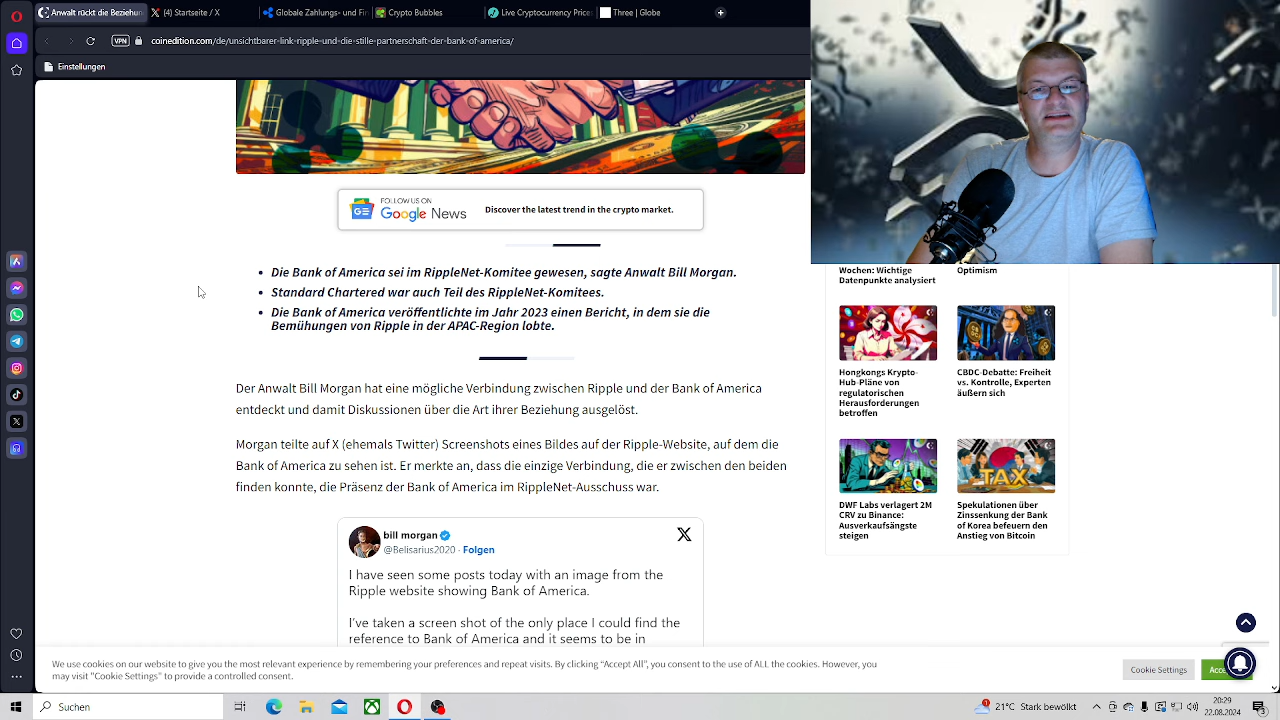 Anwalt rückt die Bezie
(4) Startseite / X
Globale Zahlungs- und Fin
Crypto Bubbles
Live Cryptocurrency Price
Three | Globe
VPN
coinedition.com/de/unsichtbarer-link-ripple-und-die-stille-partnerschaft-der-bank-of-america/
Einstellungen
FOLLOW US ON
Google News
Discover the latest trend in the crypto market.
Die Bank of America sei im RippleNet-Komitee gewesen, sagte Anwalt Bill Morgan.
Standard Chartered war auch Teil des RippleNet-Komitees.
Die Bank of America veröffentlichte im Jahr 2023 einen Bericht, in dem sie die
Bemühungen von Ripple in der APAC-Region lobte.
Der Anwalt Bill Morgan hat eine mögliche Verbindung zwischen Ripple und der Bank of America
entdeckt und damit Diskussionen über die Art ihrer Beziehung ausgelöst.
Morgan teilte auf X (ehemals Twitter) Screenshots eines Bildes auf der Ripple-Website, auf dem die
Bank of America zu sehen ist. Er merkte an, dass die einzige Verbindung, die er zwischen den beiden
finden konnte, die Präsenz der Bank of America im RippleNet-Ausschuss war.
bill morgan
@Belisarius2020 · Folgen
I have seen some posts today with an image from the
Ripple website showing Bank of America.
I've taken a screen shot of the only place I could find the
reference to Bank of America and it seems to be in
Wochen: Wichtige
Datenpunkte analysiert
Optimism
Hongkongs Krypto-
Hub-Pläne von
regulatorischen
Herausforderungen
betroffen
CBDC-Debatte: Freiheit
vs. Kontrolle, Experten
äußern sich
TAX
DWF Labs verlagert 2M
CRV zu Binance:
Ausverkaufsängste
steigen
Spekulationen über
Zinssenkung der Bank
of Korea befeuern den
Anstieg von Bitcoin
We use cookies on our website to give you the most relevant experience by remembering your preferences and repeat visits. By clicking “Accept All”, you consent to the use of ALL the cookies. However, you
may visit "Cookie Settings" to provide a controlled consent.
Cookie Settings
Acce
Suchen
21°C Stark bewölkt
20:29
22.08.2024